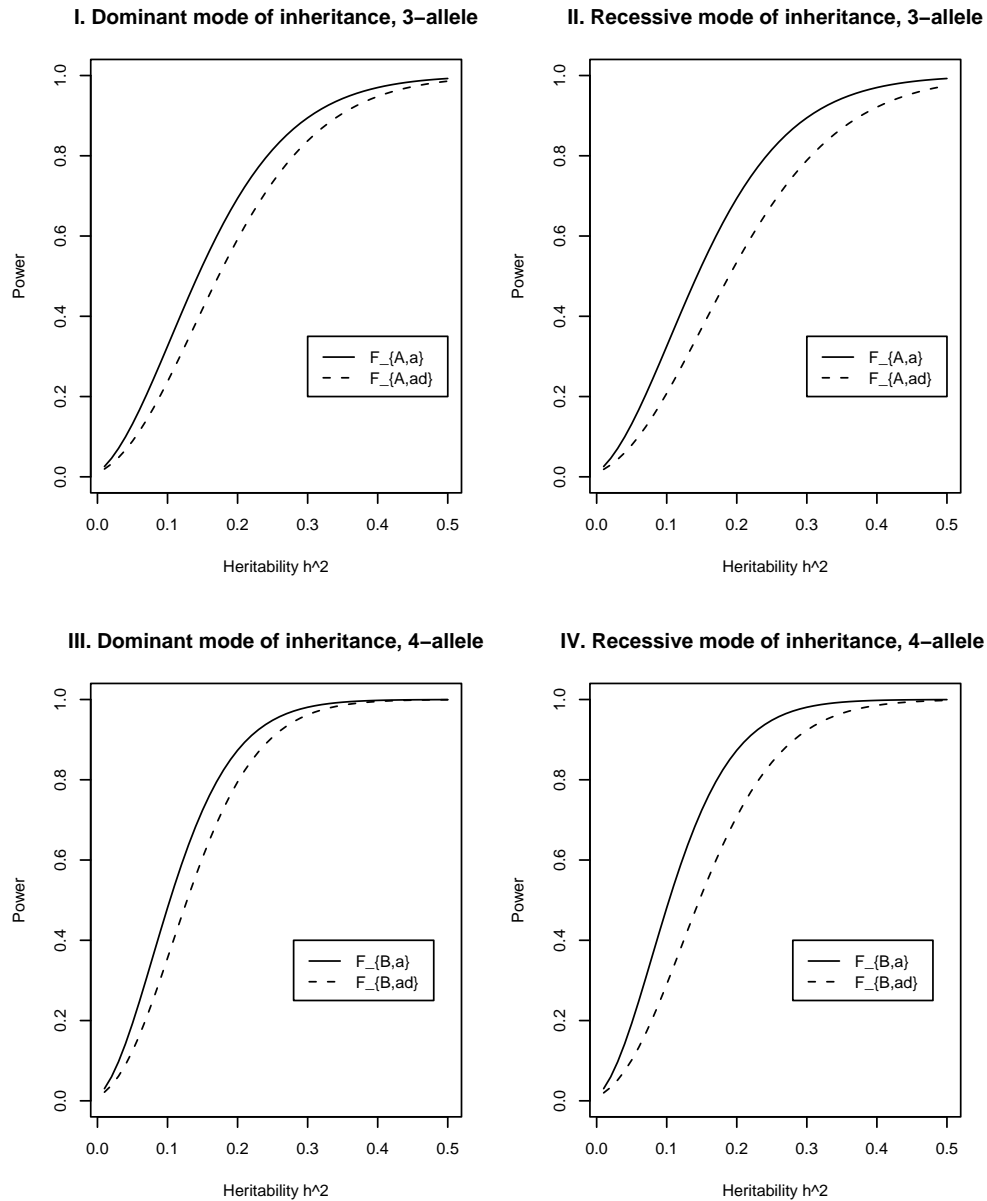 I. Dominant mode of inheritance, 3−allele
Power
1.0
0.8
0.6
0.4
0.2
0.0
F_{A,a}
F_{A,ad}
0.0 0.1 0.2 0.3 0.4 0.5
Heritability h^2
II. Recessive mode of inheritance, 3−allele
Power
1.0
0.8
0.6
0.4
0.2
0.0
F_{A,a}
F_{A,ad}
0.0 0.1 0.2 0.3 0.4 0.5
Heritability h^2
III. Dominant mode of inheritance, 4−allele
Power
1.0
0.8
0.6
0.4
0.2
0.0
F_{B,a}
F_{B,ad}
0.0 0.1 0.2 0.3 0.4 0.5
Heritability h^2
IV. Recessive mode of inheritance, 4−allele
Power
1.0
0.8
0.6
0.4
0.2
0.0
F_{B,a}
F_{B,ad}
0.0 0.1 0.2 0.3 0.4 0.5
Heritability h^2